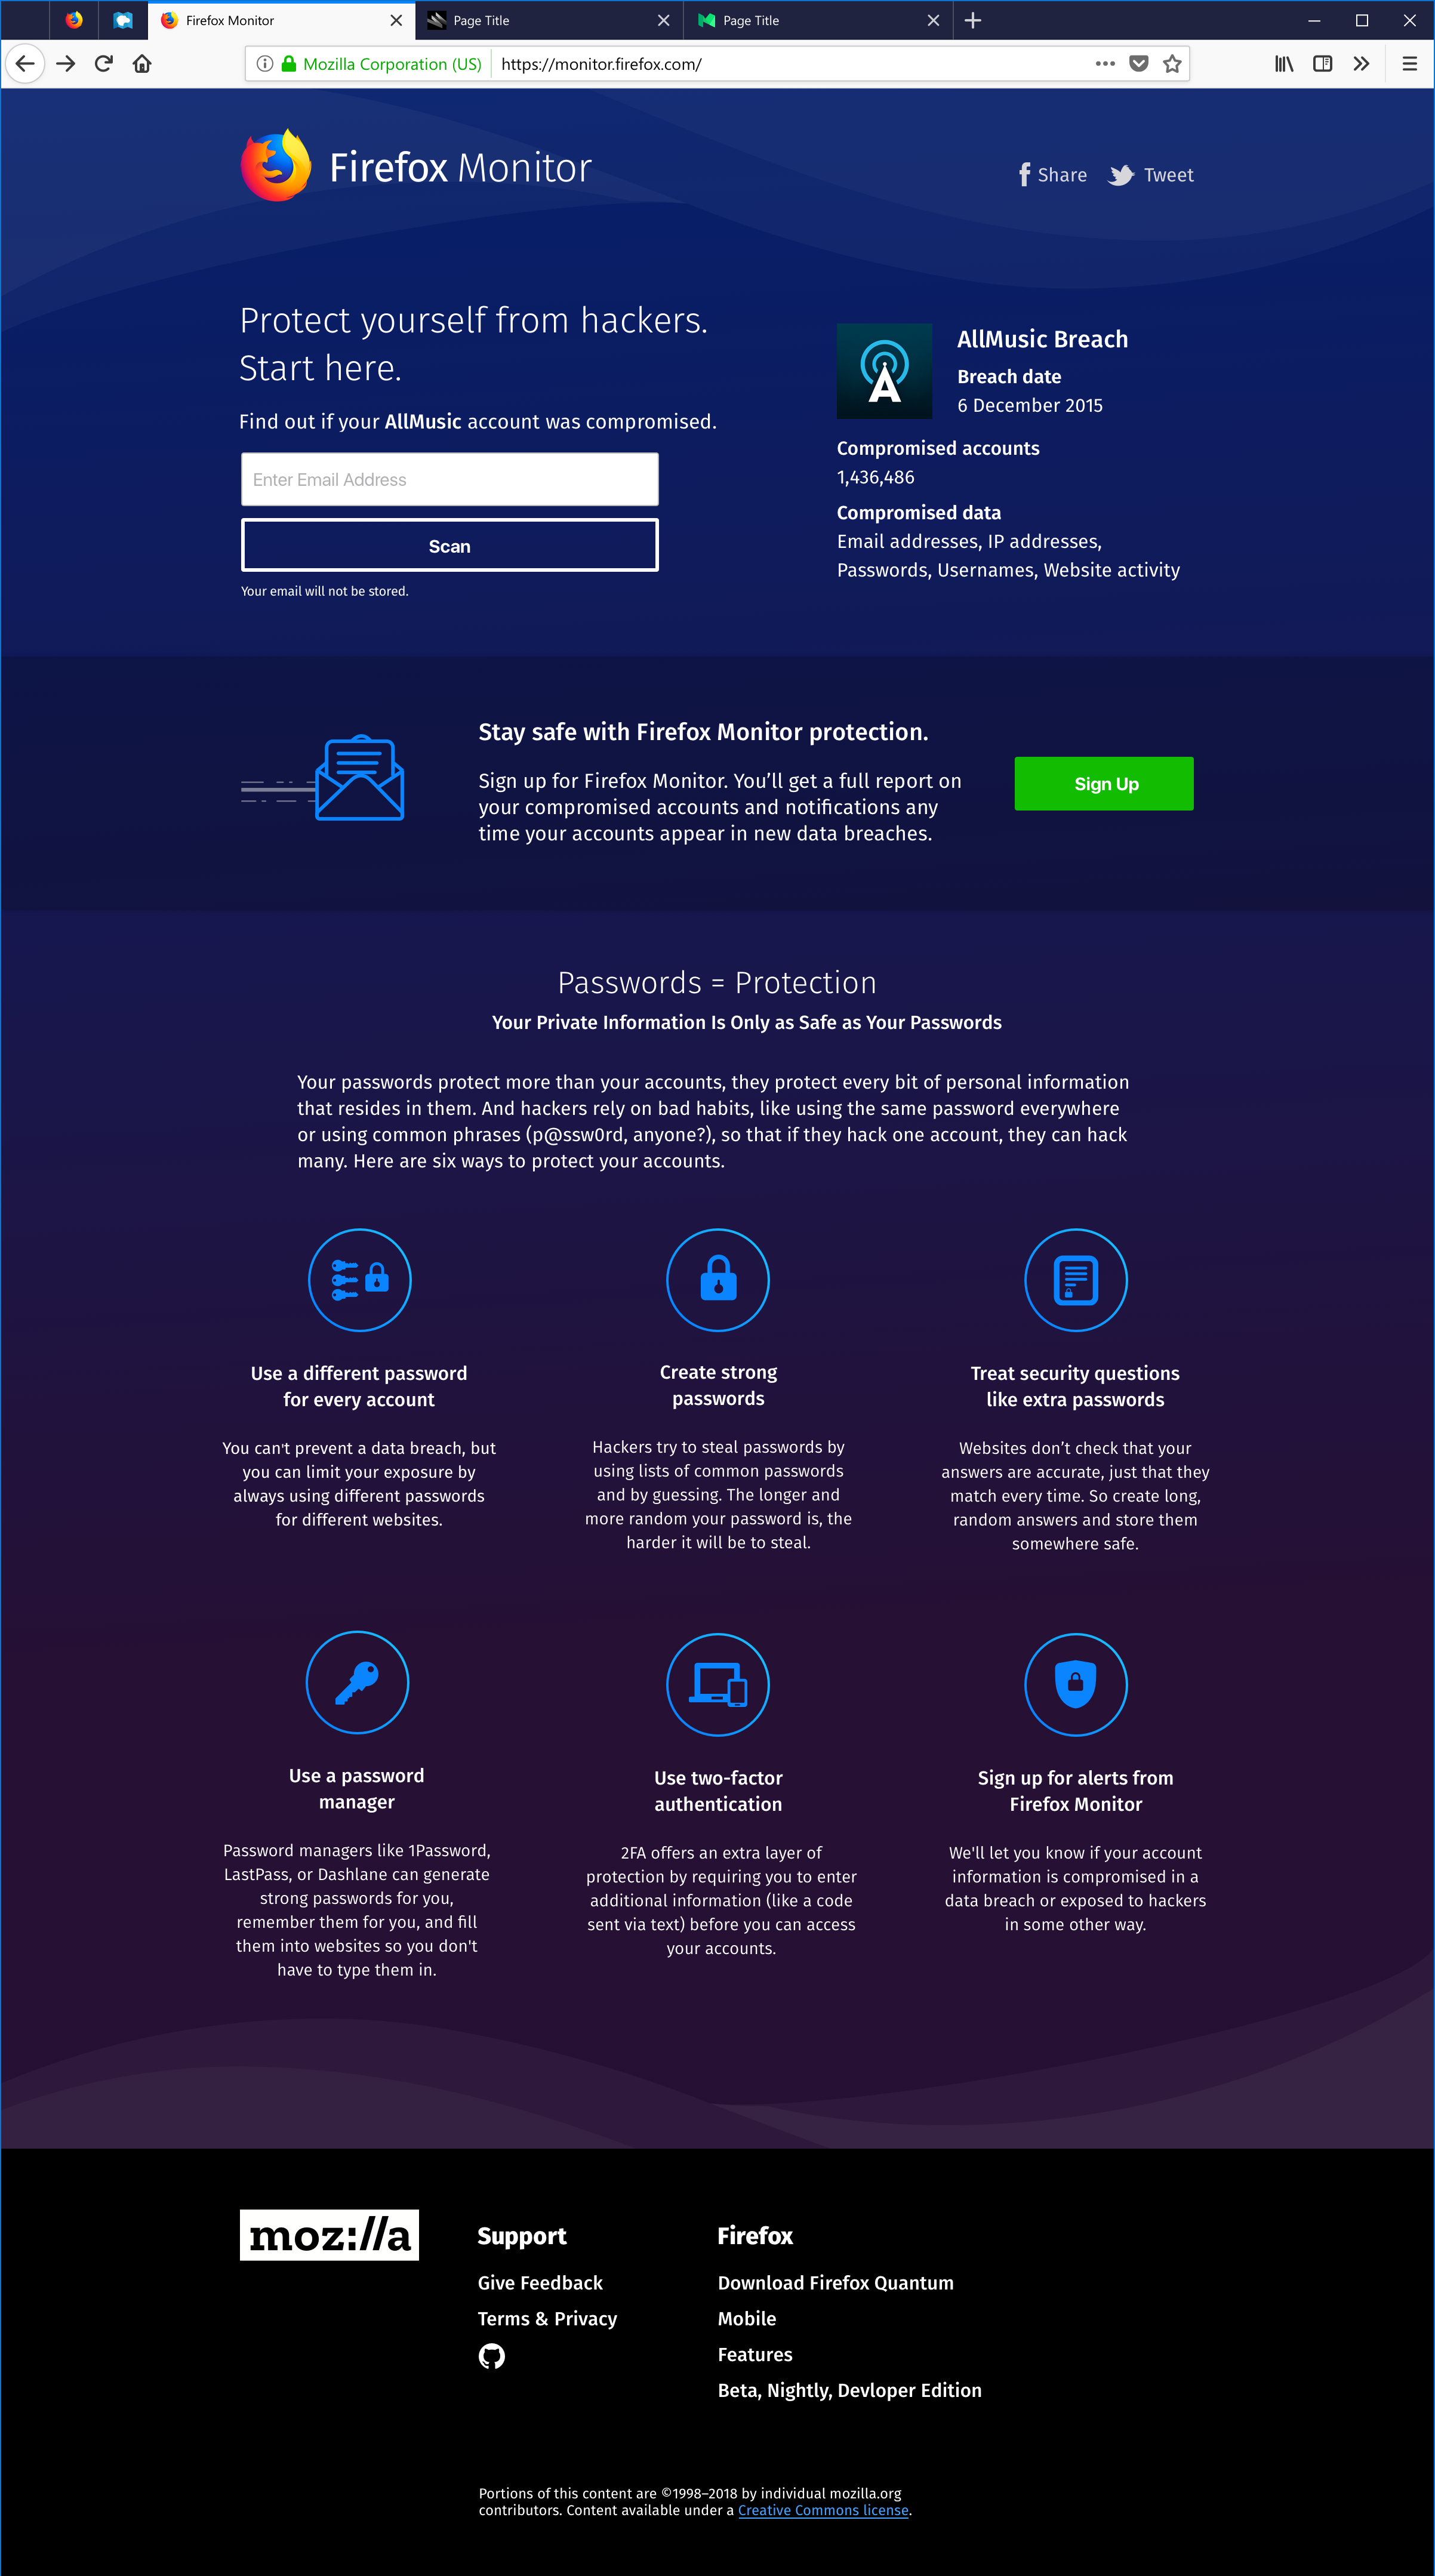 Firefox Monitor
Page Title
Page Title
Mozilla Corporation (US)
https://monitor.firefox.com/
Firefox Monitor
Share
Tweet
Protect yourself from hackers.
Start here.
Find out if your AllMusic account was compromised.
Enter Email Address
Scan
Your email will not be stored.
A
AllMusic Breach
Breach date
6 December 2015
Compromised accounts
1,436,486
Compromised data
Email addresses, IP addresses,
Passwords, Usernames, Website activity
Stay safe with Firefox Monitor protection.
Sign up for Firefox Monitor. You’ll get a full report on
your compromised accounts and notifications any
time your accounts appear in new data breaches.
Sign Up
Passwords = Protection
Your Private Information Is Only as Safe as Your Passwords
Your passwords protect more than your accounts, they protect every bit of personal information
that resides in them. And hackers rely on bad habits, like using the same password everywhere
or using common phrases (p@ssw0rd, anyone?), so that if they hack one account, they can hack
many. Here are six ways to protect your accounts.
Use a different password
for every account
You can't prevent a data breach, but
you can limit your exposure by
always using different passwords
for different websites.
Create strong
passwords
Hackers try to steal passwords by
using lists of common passwords
and by guessing. The longer and
more random your password is, the
harder it will be to steal.
Treat security questions
like extra passwords
Websites don’t check that your
answers are accurate, just that they
match every time. So create long,
random answers and store them
somewhere safe.
Use a password
manager
Password managers like 1Password,
LastPass, or Dashlane can generate
strong passwords for you,
remember them for you, and fill
them into websites so you don't
have to type them in.
Use two-factor
authentication
2FA offers an extra layer of
protection by requiring you to enter
additional information (like a code
sent via text) before you can access
your accounts.
Sign up for alerts from
Firefox Monitor
We'll let you know if your account
information is compromised in a
data breach or exposed to hackers
in some other way.
moz://a
Support
Give Feedback
Terms & Privacy
Firefox
Download Firefox Quantum
Mobile
Features
Beta, Nightly, Devloper Edition
Portions of this content are ©1998–2018 by individual mozilla.org
contributors. Content available under a Creative Commons license.